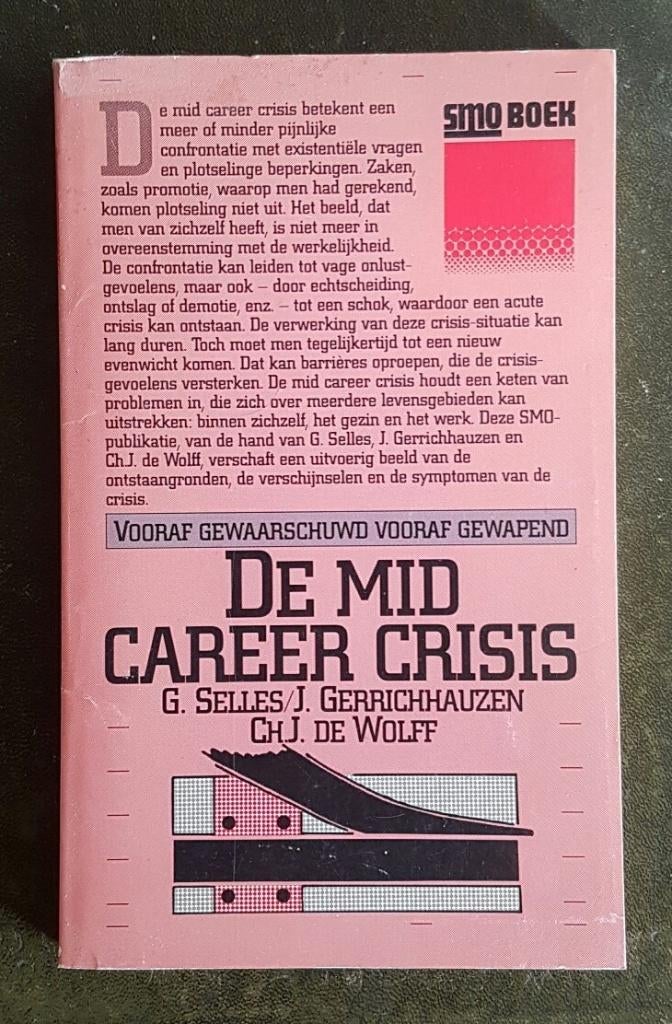 De mid career crisis betekent een
meer of minder pijnlijke
confrontatie met existentiële vragen
en plotselinge beperkingen. Zaken,
zoals promotie, waarop men had gerekend,
komen plotseling niet uit. Het beeld, dat
men van zichzelf heeft, is niet meer in
overeenstemming met de werkelijkheid.
De confrontatie kan leiden tot vage onlust-
gevoelens, maar ook – door echtscheiding,
ontslag of demotie, enz. – tot een schok, waardoor een acute
crisis kan ontstaan. De verwerking van deze crisis-situatie kan
lang duren. Toch moet men tegelijkertijd tot een nieuw
evenwicht komen. Dat kan barrières oproepen, die de crisis-
gevoelens versterken. De mid career crisis houdt een keten van
problemen in, die zich over meerdere levensgebieden kan
uitstrekken: binnen zichzelf, het gezin en het werk. Deze SMO-
publikatie, van de hand van G. Selles, J. Gerrichhauzen en
Ch.J. de Wolff, verschaft een uitvoerig beeld van de
ontstaangronden, de verschijnselen en de symptomen van de
crisis.
SMO BOEK
VOORAF GEWAARSCHUWD VOORAF GEWAPEND
DE MID
CAREER CRISIS
G. SELLES/J. GERRICHHAUZEN
CH.J. DE WOLFF